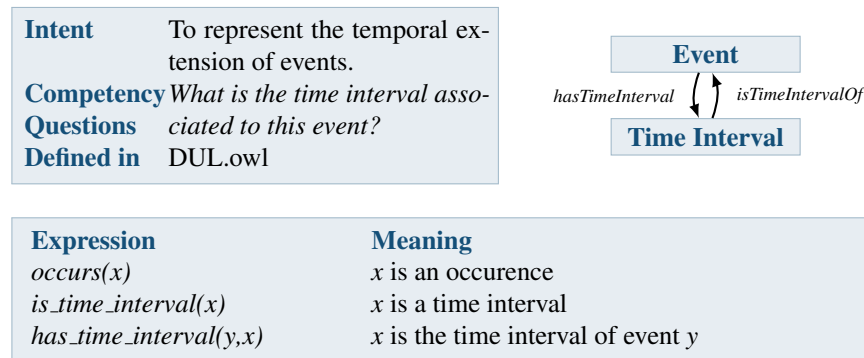 Intent To represent the temporal ex-
tension of events.
Competency What is the time interval asso-
Questions ciated to this event?
Defined in DUL.owl
Event
hasTimeInterval isTimeIntervalOf
Time Interval
Expression Meaning
occurs(x) x is an occurence
is_time_interval(x) x is a time interval
has_time_interval(y,x) x is the time interval of event y